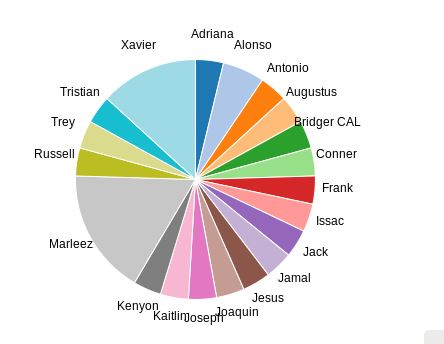 Adriana
Alonso
Antonio
Augustus
Bridger CAL
Conner
Frank
Issac
Jack
Jamal
Jesus
Joaquin
Joseph
Kaitlin
Kenyon
Marleez
Russell
Trey
Tristian
Xavier